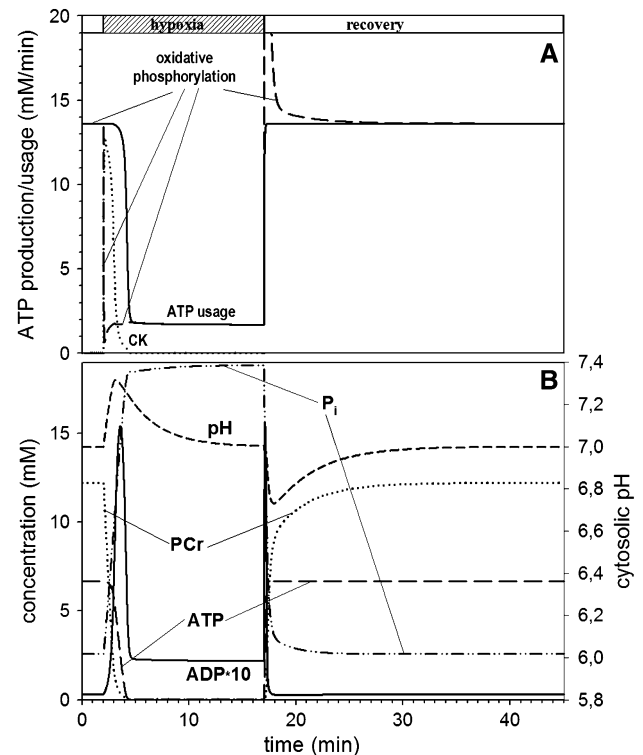 hypoxia recovery
20
15
10
5
0
ATP production/usage (mM/min)
A
oxidative
phosphorylation
ATP usage
CK
B
7,4
7,2
7,0
6,8
6,6
6,4
6,2
6,0
5,8
cytosolic pH
15
10
5
0
concentration (mM)
Pi
pH
PCr
ATP
ADP*10
0 10 20 30 40
time (min)